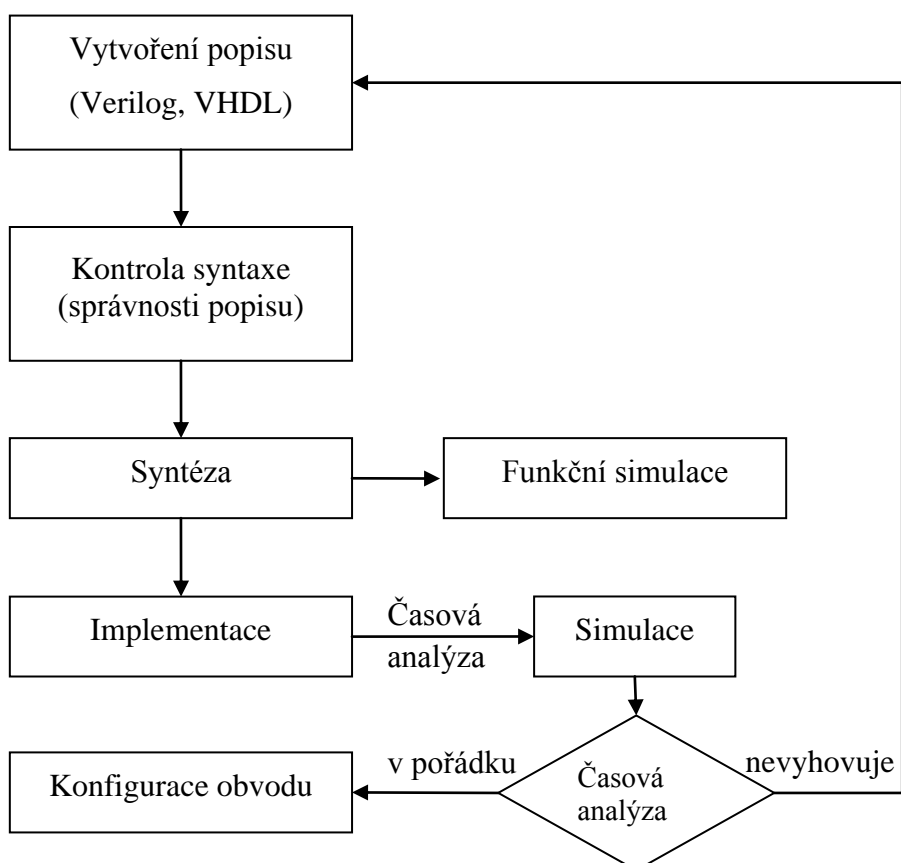 Vytvoření popisu
(Verilog, VHDL)
Kontrola syntaxe
(správnosti popisu)
Syntéza
Funkční simulace
Implementace
Časová
analýza
Simulace
Konfigurace obvodu
v pořádku
Časová
analýza
nevyhovuje